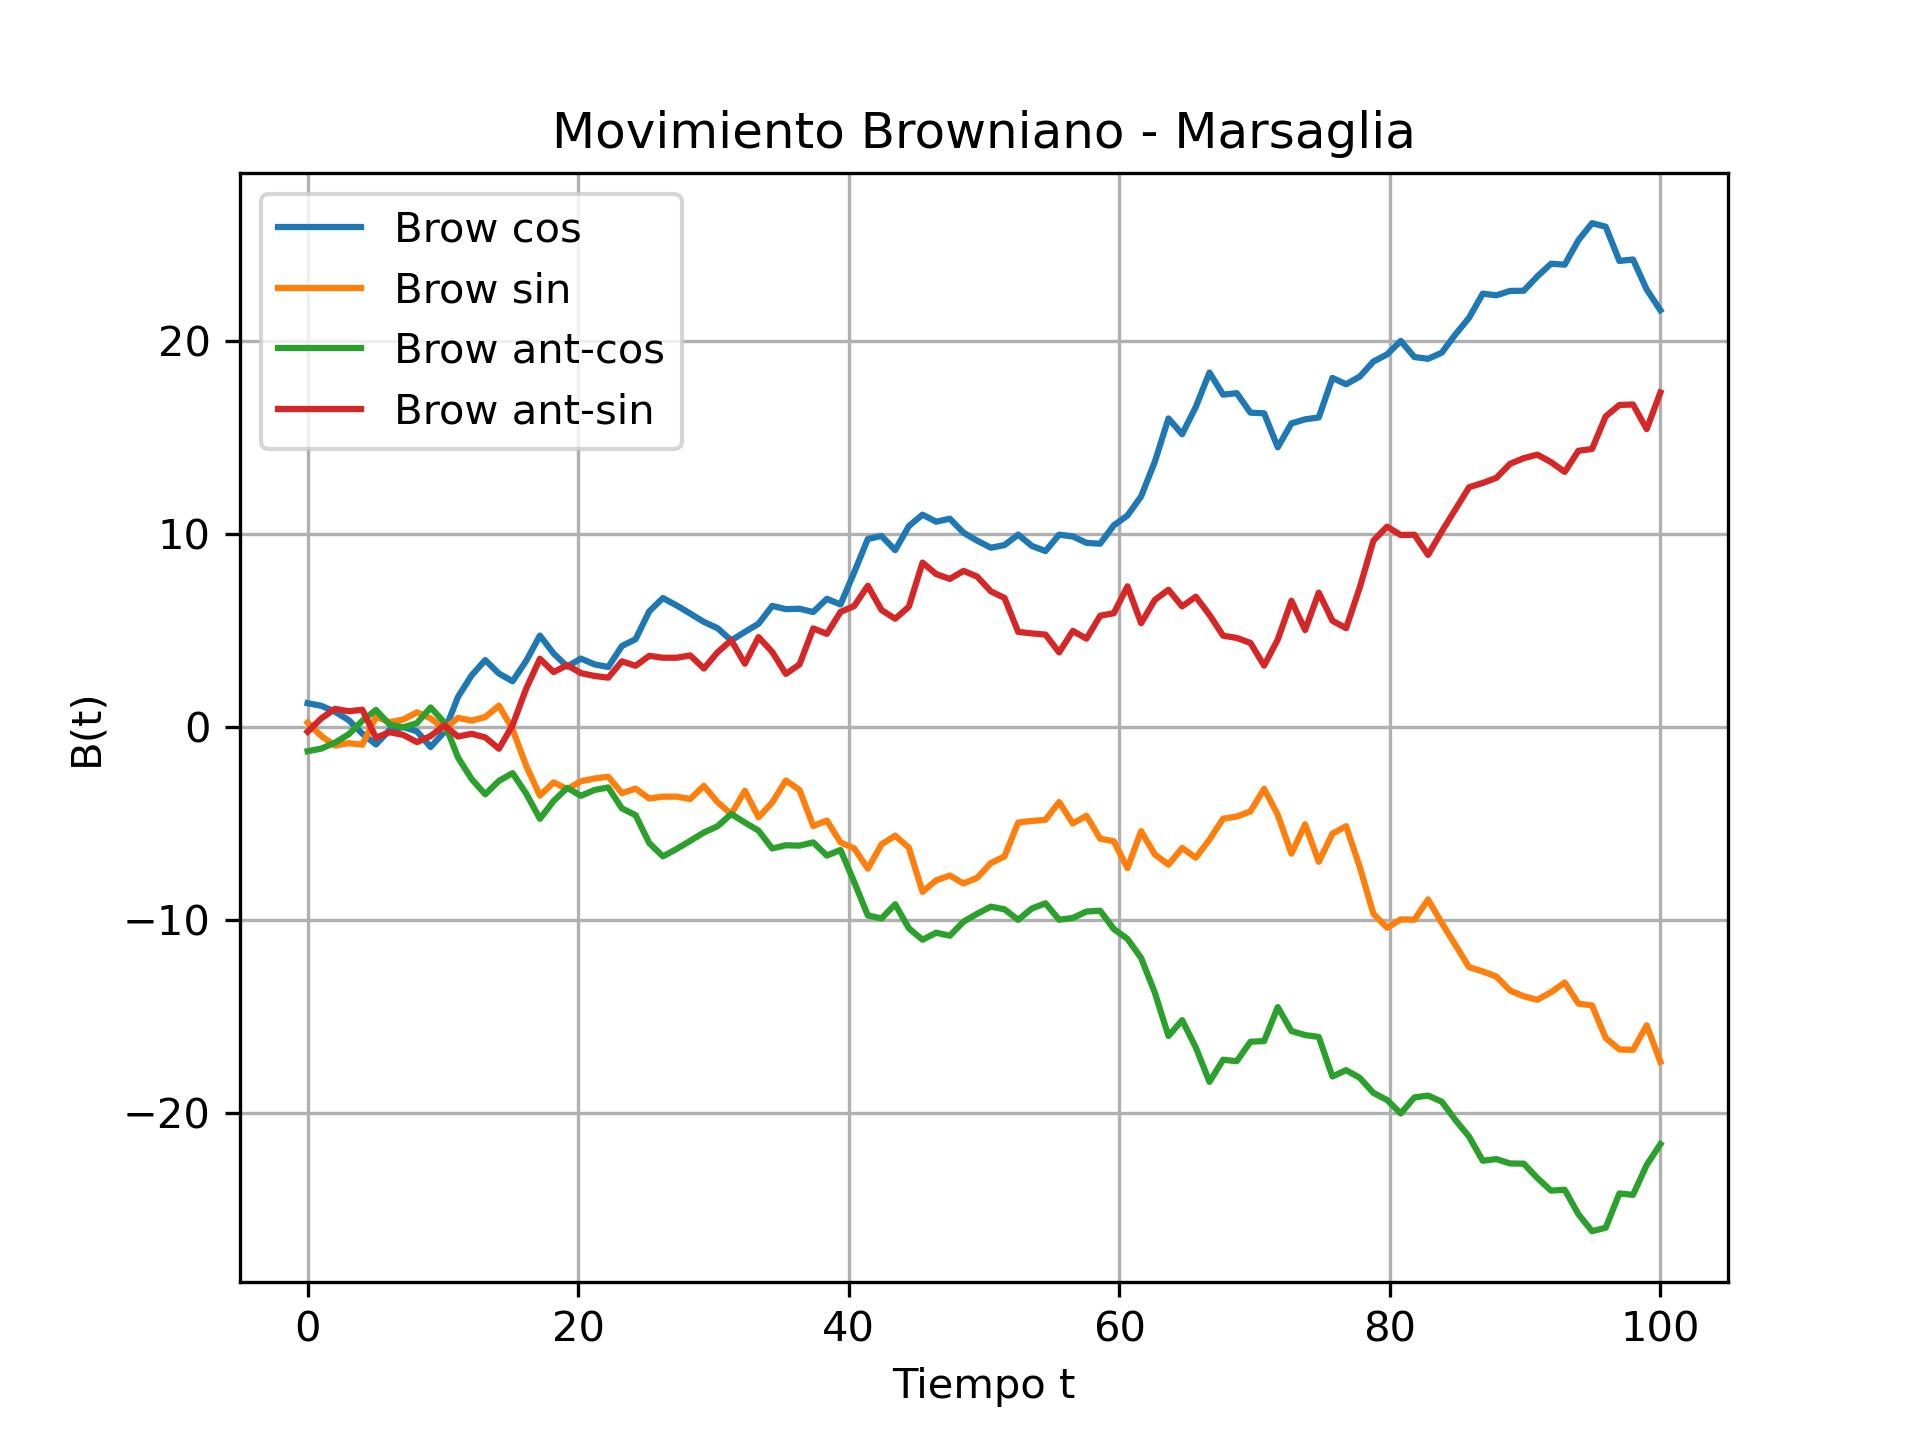 Movimiento Browniano - Marsaglia
Brow cos
Brow sin
Brow ant-cos
Brow ant-sin
B(t)
20
10
0
−10
−20
0 20 40 60 80 100
Tiempo t